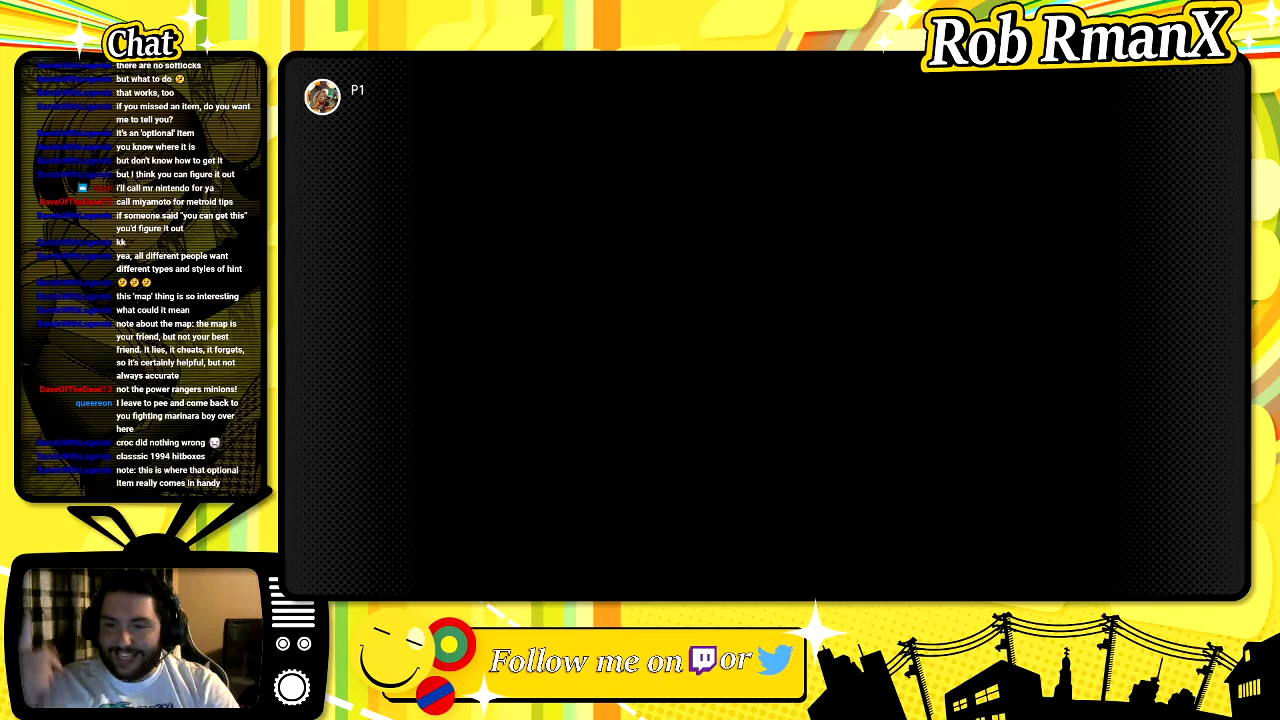 Chat
Rob RmanX
there are no softlocks
but what to do 🤔
that works, too
if you missed an item, do you want
me to tell you?
it's an 'optional' item
you know where it is
but don't know how to get it
but I think you can figure it out
i'll call mr nintendo for ya
call miyamoto for metroid tips
if someone said "you can get this"
you'd figure it out
kk
yea, all different people want
different types and levels of hint
🤔 🤔 🤔
this 'map' thing is so interesting
what could it mean
note about the map: the map is
your friend, but not your best
friend. it lies, it cheats, it forgets,
so it's certainly helpful, but not
always accurate
DaveOfTheDead13 not the power rangers minions!
queereon I leave to pee and come back to
you fighting marinara boy over
here
croc did nothing wrong
classsic 1994 hitboxes
note: this is where that optional
item really comes in handy
P1
Follow me on or